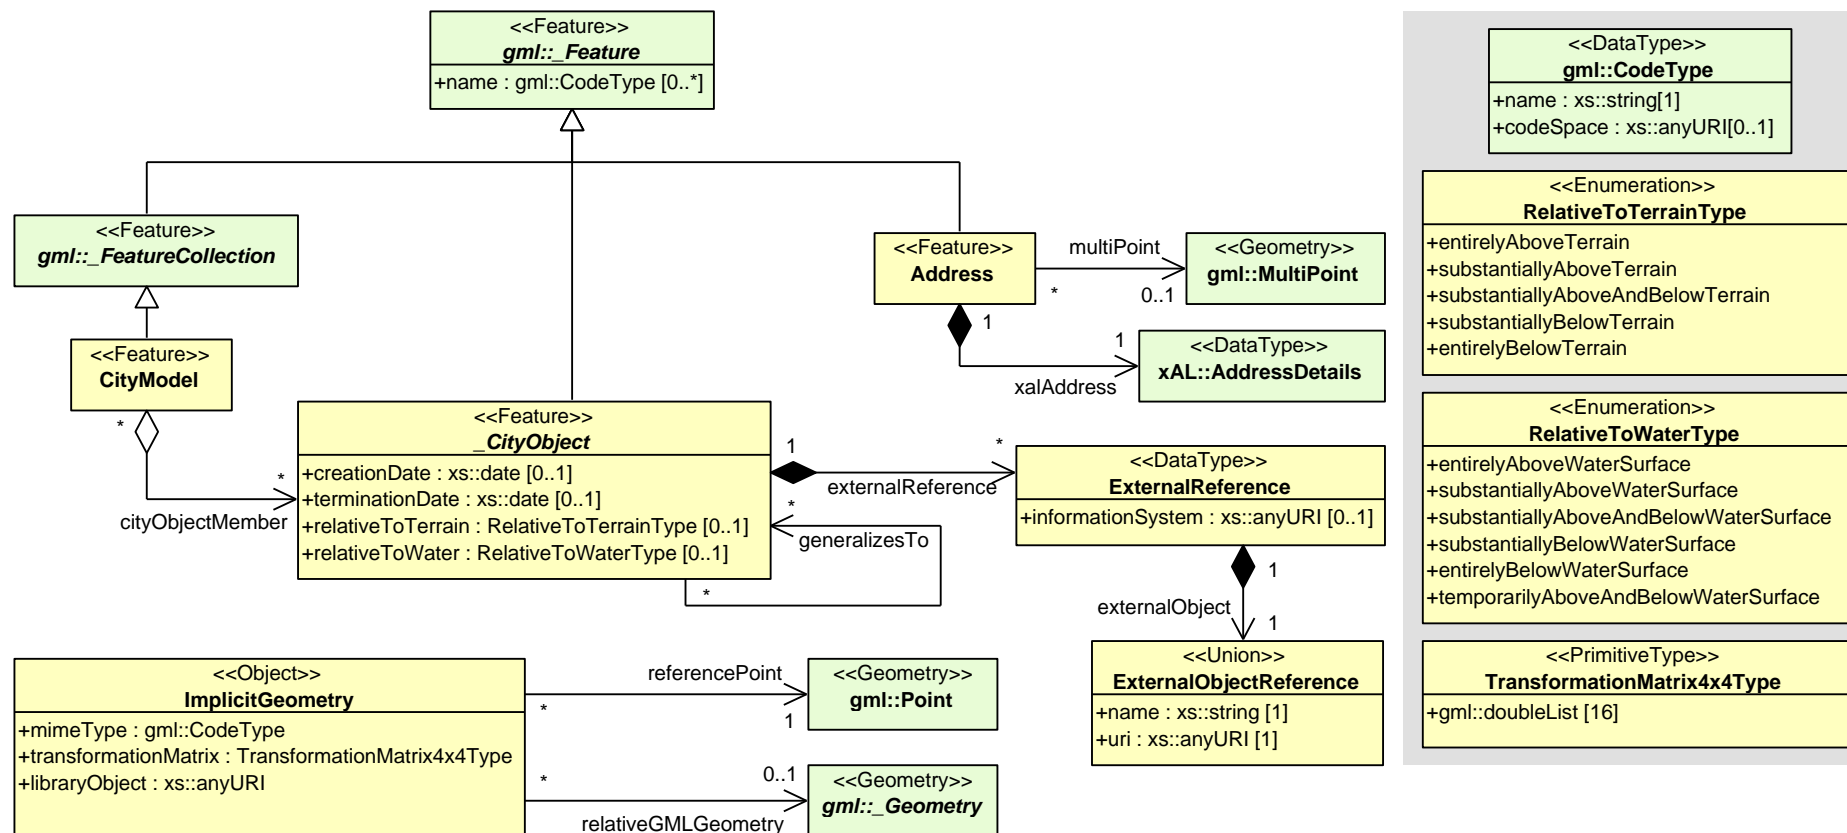 <<Feature>>
gml::_Feature
+name : gml::CodeType [0..*]
<<DataType>>
gml::CodeType
+name : xs::string[1]
+codeSpace : xs::anyURI[0..1]
<<Enumeration>>
RelativeToTerrainType
+entirelyAboveTerrain
+substantiallyAboveTerrain
+substantiallyAboveAndBelowTerrain
+substantiallyBelowTerrain
+entirelyBelowTerrain
<<Feature>>
gml::_FeatureCollection
<<Feature>>
Address
multiPoint
*
0..1
<<Geometry>>
gml::MultiPoint
1
1
xalAddress
<<DataType>>
xAL::AddressDetails
<<Feature>>
CityModel
*
*
cityObjectMember
<<Feature>>
_CityObject
+creationDate : xs::date [0..1]
+terminationDate : xs::date [0..1]
+relativeToTerrain : RelativeToTerrainType [0..1]
+relativeToWater : RelativeToWaterType [0..1]
1
*
externalReference
*
generalizesTo
*
<<DataType>>
ExternalReference
+informationSystem : xs::anyURI [0..1]
1
externalObject
1
<<Union>>
ExternalObjectReference
+name : xs::string [1]
+uri : xs::anyURI [1]
<<Enumeration>>
RelativeToWaterType
+entirelyAboveWaterSurface
+substantiallyAboveWaterSurface
+substantiallyAboveAndBelowWaterSurface
+substantiallyBelowWaterSurface
+entirelyBelowWaterSurface
+temporarilyAboveAndBelowWaterSurface
<<PrimitiveType>>
TransformationMatrix4x4Type
+gml::doubleList [16]
<<Object>>
ImplicitGeometry
+mimeType : gml::CodeType
+transformationMatrix : TransformationMatrix4x4Type
+libraryObject : xs::anyURI
referencePoint
*
1
<<Geometry>>
gml::Point
*
0..1
relativeGMLGeometry
<<Geometry>>
gml::_Geometry